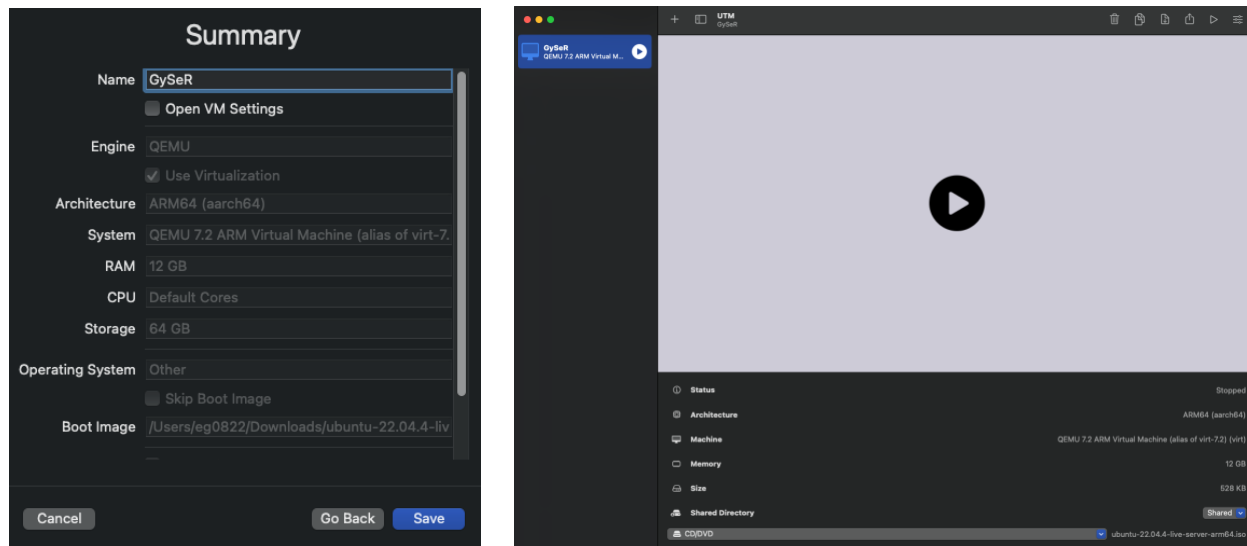 Summary
Name GySeR
Open VM Settings
Engine QEMU
Use Virtualization
Architecture ARM64 (aarch64)
System QEMU 7.2 ARM Virtual Machine (alias of virt-7.
RAM 12 GB
CPU Default Cores
Storage 64 GB
Operating System Other
Skip Boot Image
Boot Image /Users/eg0822/Downloads/ubuntu-22.04.4-liv
Cancel Go Back Save
UTM
GySeR
GySeR
QEMU 7.2 ARM Virtual M...
Status Stopped
Architecture ARM64 (aarch64)
Machine QEMU 7.2 ARM Virtual Machine (alias of virt-7.2) (virt)
Memory 12 GB
Size 528 KB
Shared Directory Shared
CD/DVD ubuntu-22.04.4-live-server-arm64.iso